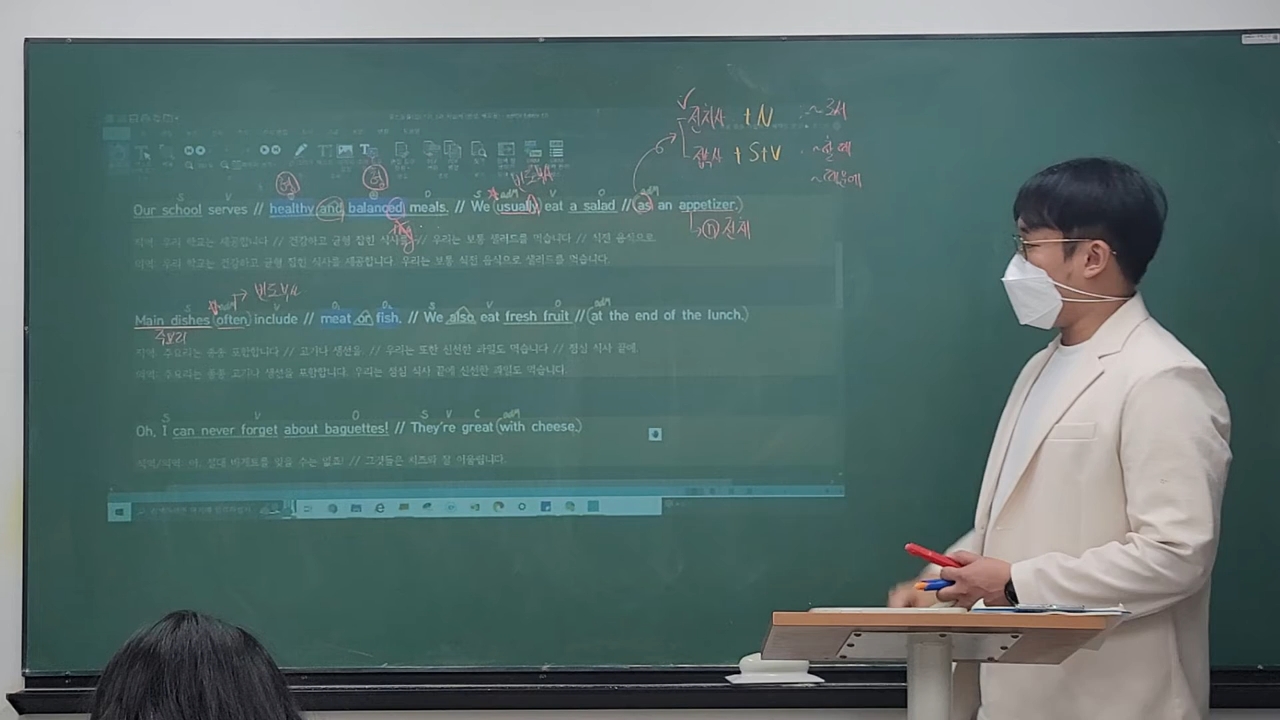 전치사 + N : ~로서
접속사 + S+V : ~할 때
~때문에
빈도부사
S V O S adM V O adM
Our school serves // healthy and balanced meals. // We (usually) eat a salad // (as an appetizer.)
직역: 우리 학교는 제공합니다 // 건강하고 균형 잡힌 식사를 // 우리는 보통 샐러드를 먹습니다 // 식전 음식으로.
의역: 우리 학교는 건강하고 균형 잡힌 식사를 제공합니다. 우리는 보통 식전 음식으로 샐러드를 먹습니다.
n 전채
빈도부사
S adM V O₁ O₂ S V O adM
Main dishes (often) include // meat or fish. // We also eat fresh fruit // (at the end of the lunch.)
주요리
직역: 주요리는 종종 포함합니다 // 고기나 생선을. // 우리는 또한 신선한 과일도 먹습니다 // 점심 식사 끝에.
의역: 주요리는 종종 고기나 생선을 포함합니다. 우리는 점심 식사 끝에 신선한 과일도 먹습니다.
S V O S V C adM
Oh, I can never forget about baguettes! // They're great (with cheese.)
직역/의역: 아, 절대 바게트를 잊을 수는 없죠! // 그것들은 치즈와 잘 어울립니다.